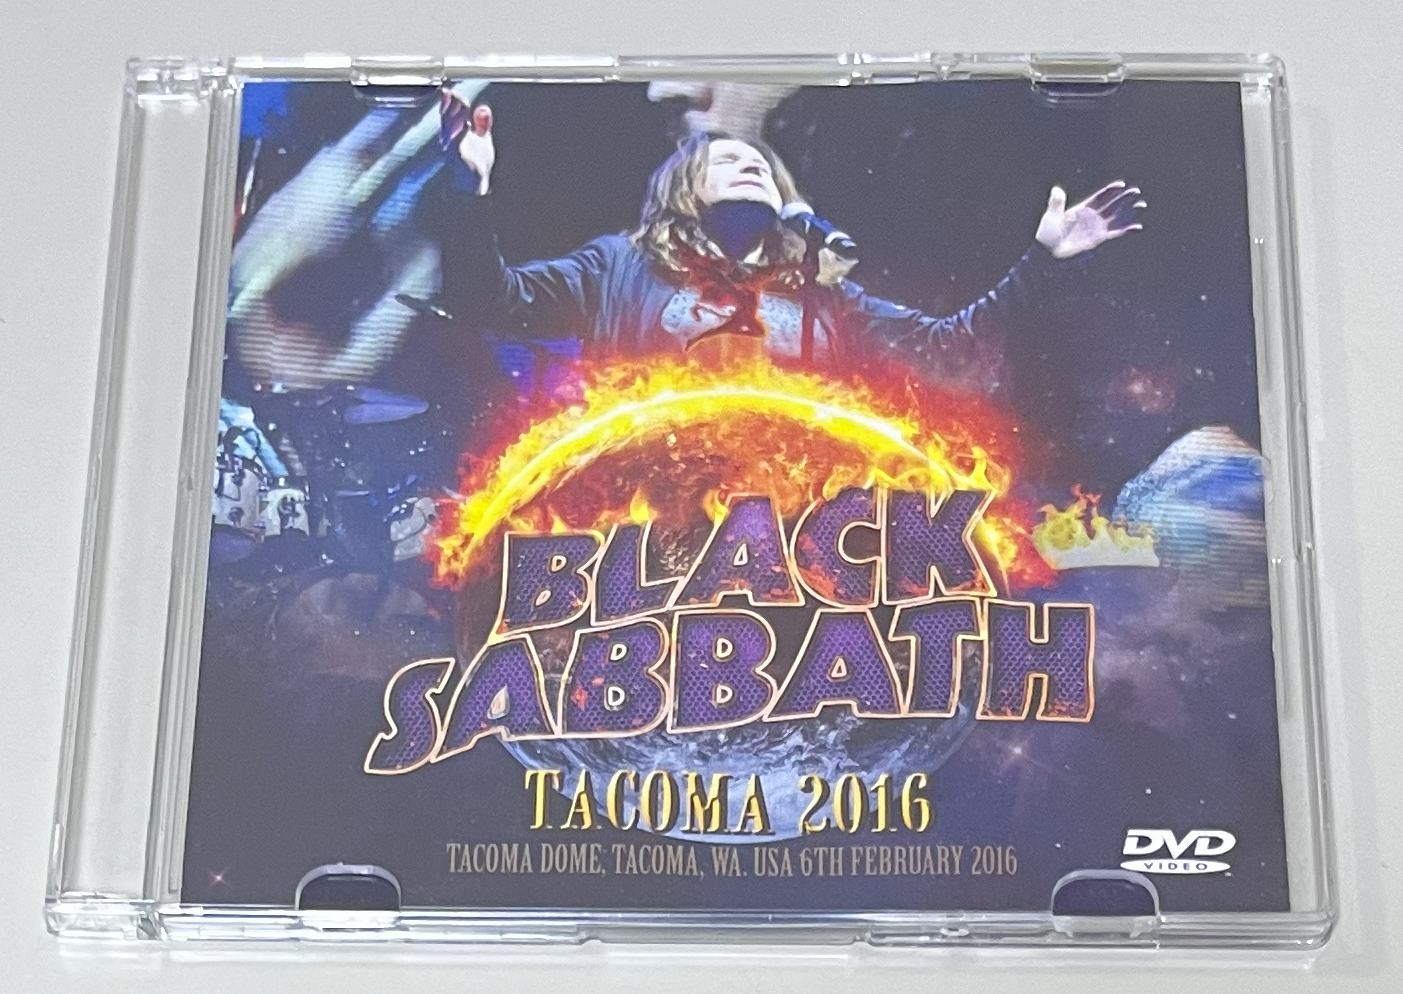 BLACK
SABBATH
TACOMA 2016
TACOMA DOME, TACOMA, WA. USA 6TH FEBRUARY 2016
DVD
VIDEO